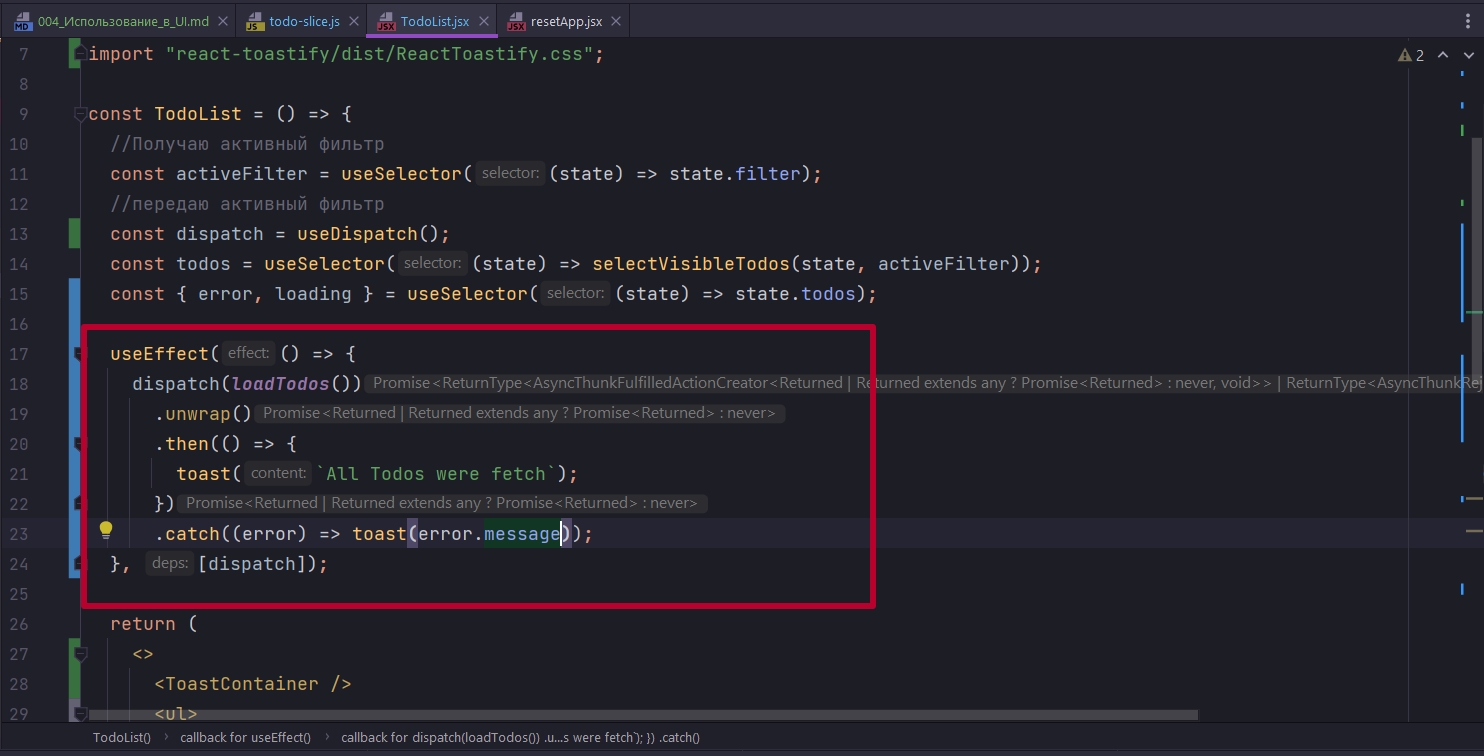 004_Использование_в_UI.md todo-slice.js TodoList.jsx resetApp.jsx
7 import "react-toastify/dist/ReactToastify.css"; 2
8
9 const TodoList = () => {
10 //Получаю активный фильтр
11 const activeFilter = useSelector( selector: (state) => state.filter);
12 //передаю активный фильтр
13 const dispatch = useDispatch();
14 const todos = useSelector( selector: (state) => selectVisibleTodos(state, activeFilter));
15 const { error, loading } = useSelector( selector: (state) => state.todos);
16
17 useEffect( effect: () => {
18 dispatch(loadTodos()) Promise<ReturnType<AsyncThunkFulfilledActionCreator<Returned | Returned extends any ? Promise<Returned> : never, void>> | ReturnType<AsyncThunkRej
19 .unwrap() Promise<Returned | Returned extends any ? Promise<Returned> : never>
20 .then(() => {
21 toast( content: `All Todos were fetch`);
22 }) Promise<Returned | Returned extends any ? Promise<Returned> : never>
23 .catch((error) => toast(error.message));
24 }, deps: [dispatch]);
25
26 return (
27 <>
28 <ToastContainer />
29 <ul>
TodoList() › callback for useEffect() › callback for dispatch(loadTodos()) .u...s were fetch`); }) .catch()